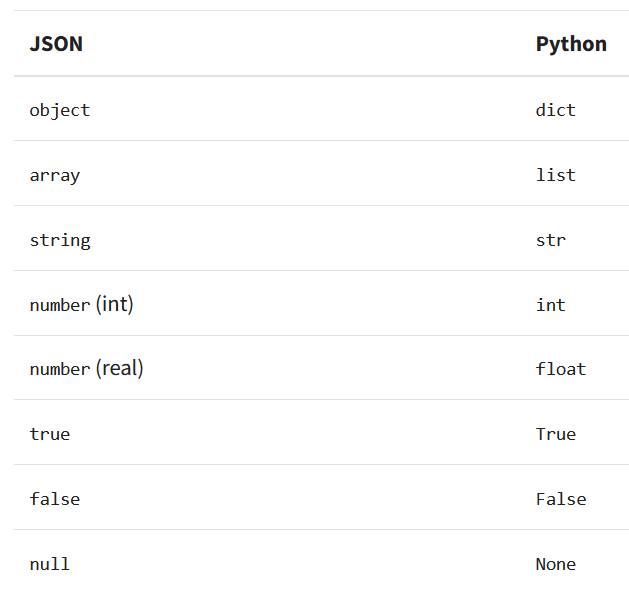 JSON Python
object dict
array list
string str
number (int) int
number (real) float
true True
false False
null None